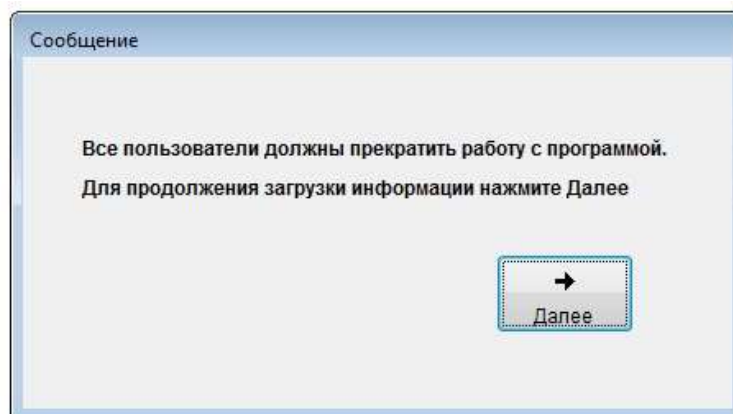 Сообщение
Все пользователи должны прекратить работу с программой.
Для продолжения загрузки информации нажмите Далее
Далее